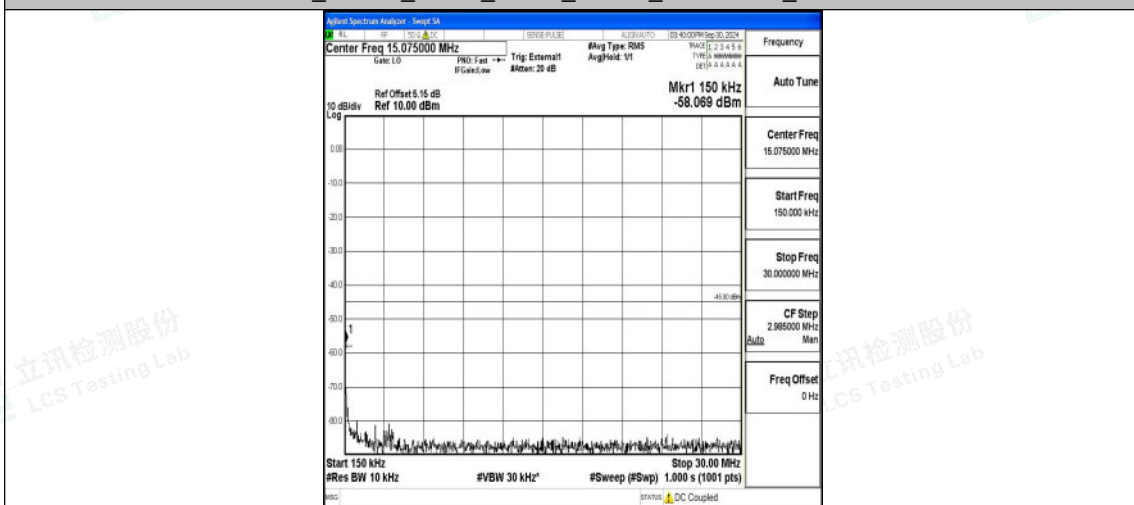 Agilent Spectrum Analyzer - Swept SA
RL RF 50 Ω DC SENSE:PULSE ALIGNAUTO 03:40:00PM Sep 30, 2024
Center Freq 15.075000 MHz
Gate: LO
PNO: Fast
IFGain:Low
Trig: External1
#Atten: 20 dB
#Avg Type: RMS
Avg|Hold: 1/1
TRACE 1 2 3 4 5 6
TYPE A
DET A A A A A A
Frequency
Auto Tune
Mkr1 150 kHz
-58.069 dBm
Ref Offset 6.15 dB
Ref 10.00 dBm
10 dB/div
Log
0.00
-10.0
-20.0
-30.0
-40.0
-45.00 dBm
-50.0
1
-60.0
-70.0
-80.0
Center Freq
15.075000 MHz
Start Freq
150.000 kHz
Stop Freq
30.000000 MHz
CF Step
2.985000 MHz
Auto Man
Freq Offset
0 Hz
Start 150 kHz
Stop 30.00 MHz
#Res BW 10 kHz
#VBW 30 kHz*
#Sweep (#Swp) 1.000 s (1001 pts)
MSG
STATUS DC Coupled
立讯检测股份
LCS Testing Lab
立讯检测股份
LCS Testing Lab